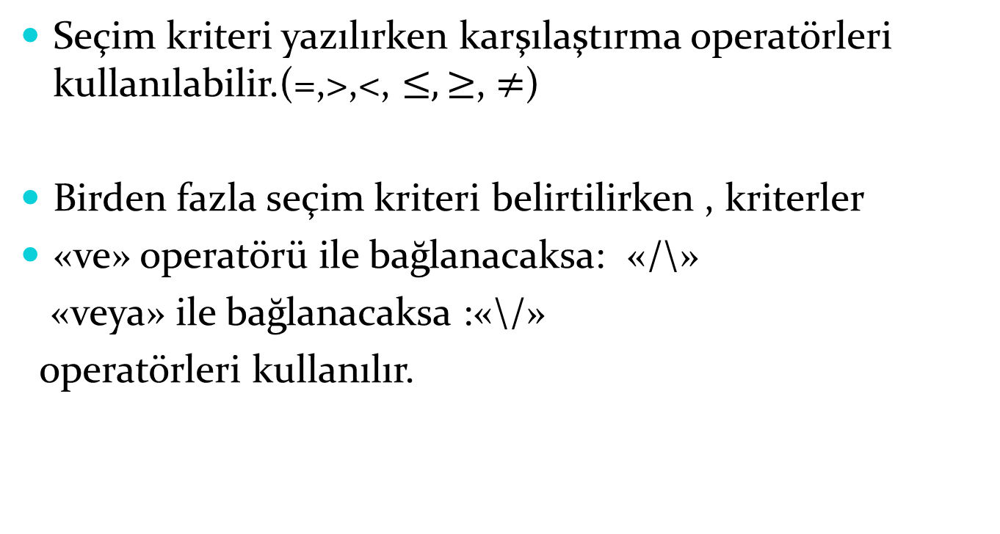 • Seçim kriteri yazılırken karşılaştırma operatörleri
kullanılabilir.(=,>,<, ≤, ≥, ≠)
• Birden fazla seçim kriteri belirtilirken , kriterler
• «ve» operatörü ile bağlanacaksa: «/\»
«veya» ile bağlanacaksa :«\/»
operatörleri kullanılır.